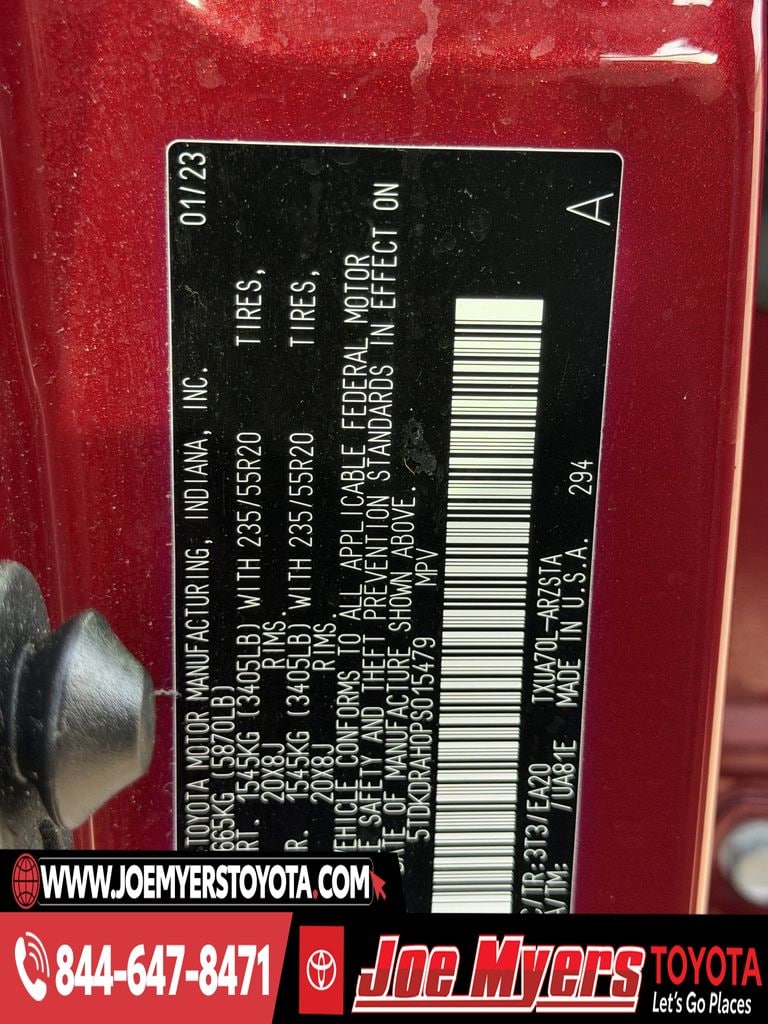 TOYOTA MOTOR MANUFACTURING, INDIANA, INC. 01/23
665KG (5870LB)
RT. 1545KG (3405LB) WITH 235/55R20 TIRES,
20X8J RIMS.
R. 1545KG (3405LB) WITH 235/55R20 TIRES,
20X8J RIMS.
VEHICLE CONFORMS TO ALL APPLICABLE FEDERAL MOTOR
E SAFETY AND THEFT PREVENTION STANDARDS IN EFFECT ON
ATE OF MANUFACTURE SHOWN ABOVE.
5TDKDRAH0PS015479 MPV
C/TR:3T3/EA20 TXUA70L-ARZSTA
A/TM: /UA81E MADE IN U.S.A. 294
A
WWW.JOEMYERSTOYOTA.COM
844-647-8471
Joe Myers TOYOTA
Let's Go Places